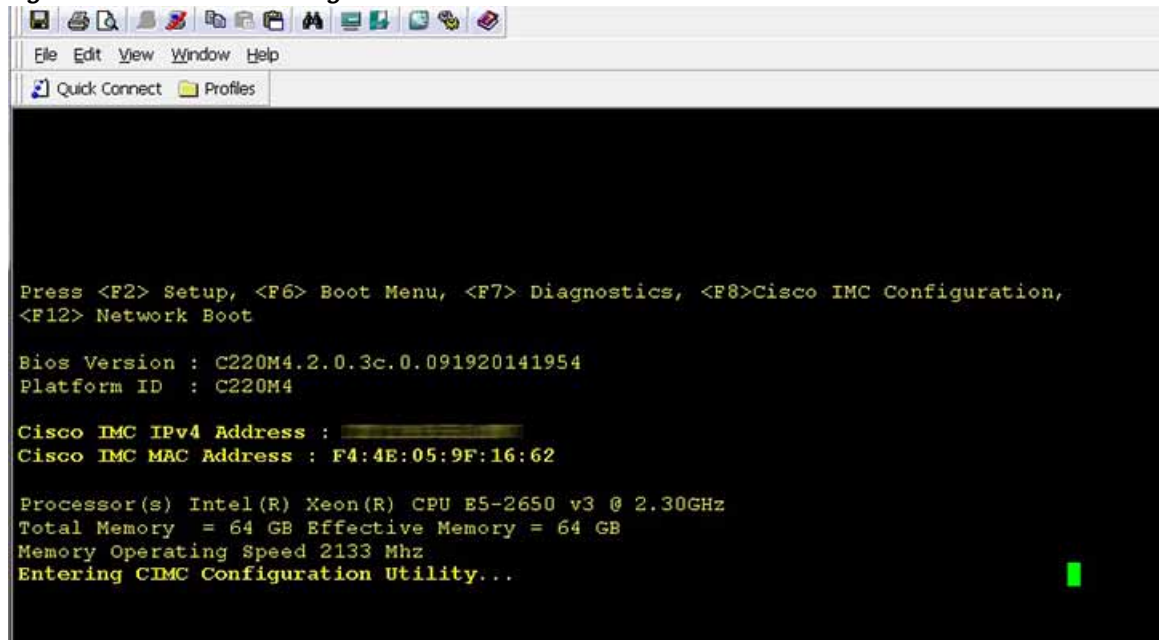 File Edit View Window Help
Quick Connect Profiles
Press <F2> Setup, <F6> Boot Menu, <F7> Diagnostics, <F8>Cisco IMC Configuration,
<F12> Network Boot
Bios Version : C220M4.2.0.3c.0.091920141954
Platform ID : C220M4
Cisco IMC IPv4 Address :
Cisco IMC MAC Address : F4:4E:05:9F:16:62
Processor(s) Intel(R) Xeon(R) CPU E5-2650 v3 @ 2.30GHz
Total Memory = 64 GB Effective Memory = 64 GB
Memory Operating Speed 2133 Mhz
Entering CIMC Configuration Utility...